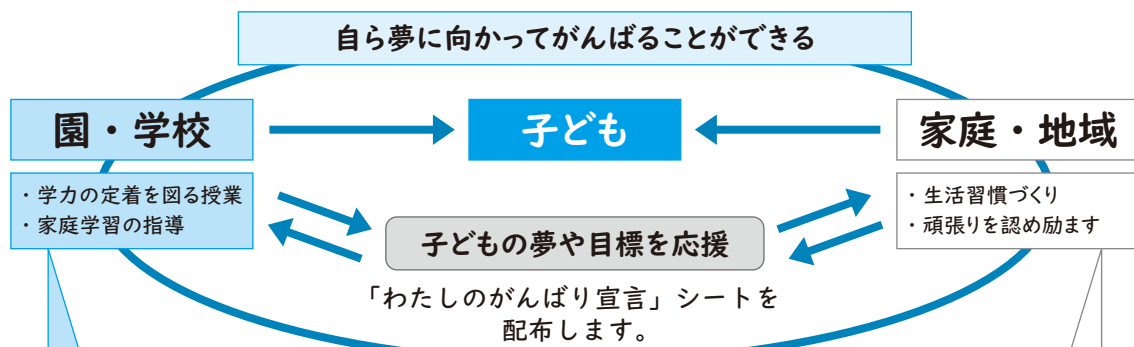 自ら夢に向かってがんばることができる
園・学校
子ども
家庭・地域
・学力の定着を図る授業
・家庭学習の指導
・生活習慣づくり
・頑張りを認め励ます
子どもの夢や目標を応援
「わたしのがんばり宣言」シートを
配布します。